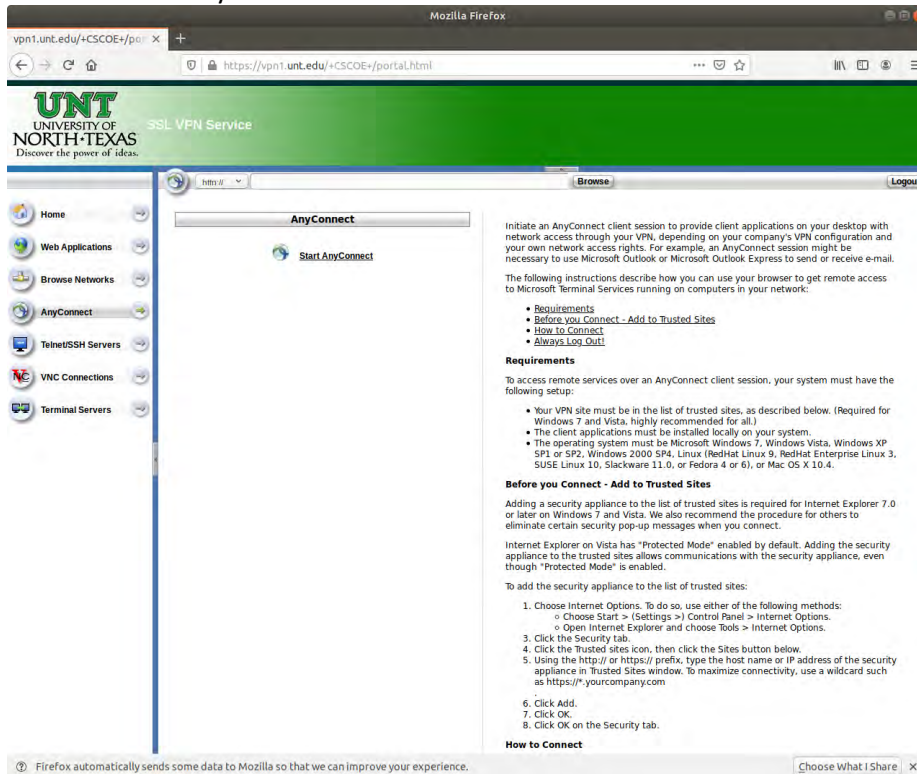 Mozilla Firefox
vpn1.unt.edu/+CSCOE+/por
https://vpn1.unt.edu/+CSCOE+/portal.html
UNT
UNIVERSITY OF
NORTH·TEXAS
Discover the power of ideas.
SSL VPN Service
http://
Browse
Logou
Home
Web Applications
Browse Networks
AnyConnect
Telnet/SSH Servers
VNC Connections
Terminal Servers
AnyConnect
Start AnyConnect
Initiate an AnyConnect client session to provide client applications on your desktop with
network access through your VPN, depending on your company's VPN configuration and
your own network access rights. For example, an AnyConnect session might be
necessary to use Microsoft Outlook or Microsoft Outlook Express to send or receive e-mail.
The following instructions describe how you can use your browser to get remote access
to Microsoft Terminal Services running on computers in your network:
• Requirements
• Before you Connect - Add to Trusted Sites
• How to Connect
• Always Log Out!
Requirements
To access remote services over an AnyConnect client session, your system must have the
following setup:
• Your VPN site must be in the list of trusted sites, as described below. (Required for
Windows 7 and Vista, highly recommended for all.)
• The client applications must be installed locally on your system.
• The operating system must be Microsoft Windows 7, Windows Vista, Windows XP
SP1 or SP2, Windows 2000 SP4, Linux (RedHat Linux 9, RedHat Enterprise Linux 3,
SUSE Linux 10, Slackware 11.0, or Fedora 4 or 6), or Mac OS X 10.4.
Before you Connect - Add to Trusted Sites
Adding a security appliance to the list of trusted sites is required for Internet Explorer 7.0
or later on Windows 7 and Vista. We also recommend the procedure for others to
eliminate certain security pop-up messages when you connect.
Internet Explorer on Vista has "Protected Mode" enabled by default. Adding the security
appliance to the trusted sites allows communications with the security appliance, even
though "Protected Mode" is enabled.
To add the security appliance to the list of trusted sites:
1. Choose Internet Options. To do so, use either of the following methods:
○ Choose Start > (Settings >) Control Panel > Internet Options.
○ Open Internet Explorer and choose Tools > Internet Options.
3. Click the Security tab.
4. Click the Trusted sites icon, then click the Sites button below.
5. Using the http:// or https:// prefix, type the host name or IP address of the security
appliance in Trusted Sites window. To maximize connectivity, use a wildcard such
as https://*.yourcompany.com
.
6. Click Add.
7. Click OK.
8. Click OK on the Security tab.
How to Connect
Firefox automatically sends some data to Mozilla so that we can improve your experience.
Choose What I Share